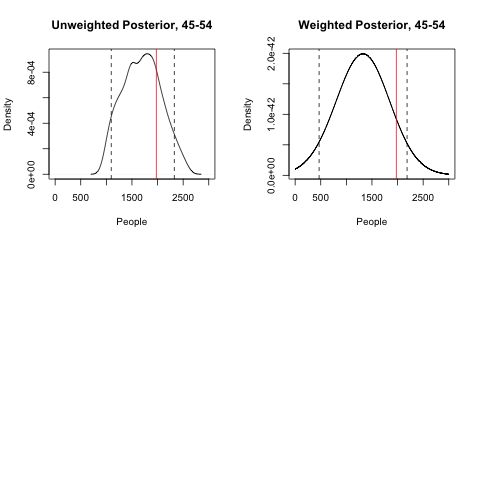 Unweighted Posterior, 45-54
Density
0e+00 4e-04 8e-04
0 500 1500 2500
People
Weighted Posterior, 45-54
Density
0.0e+00 1.0e-42 2.0e-42
0 500 1500 2500
People